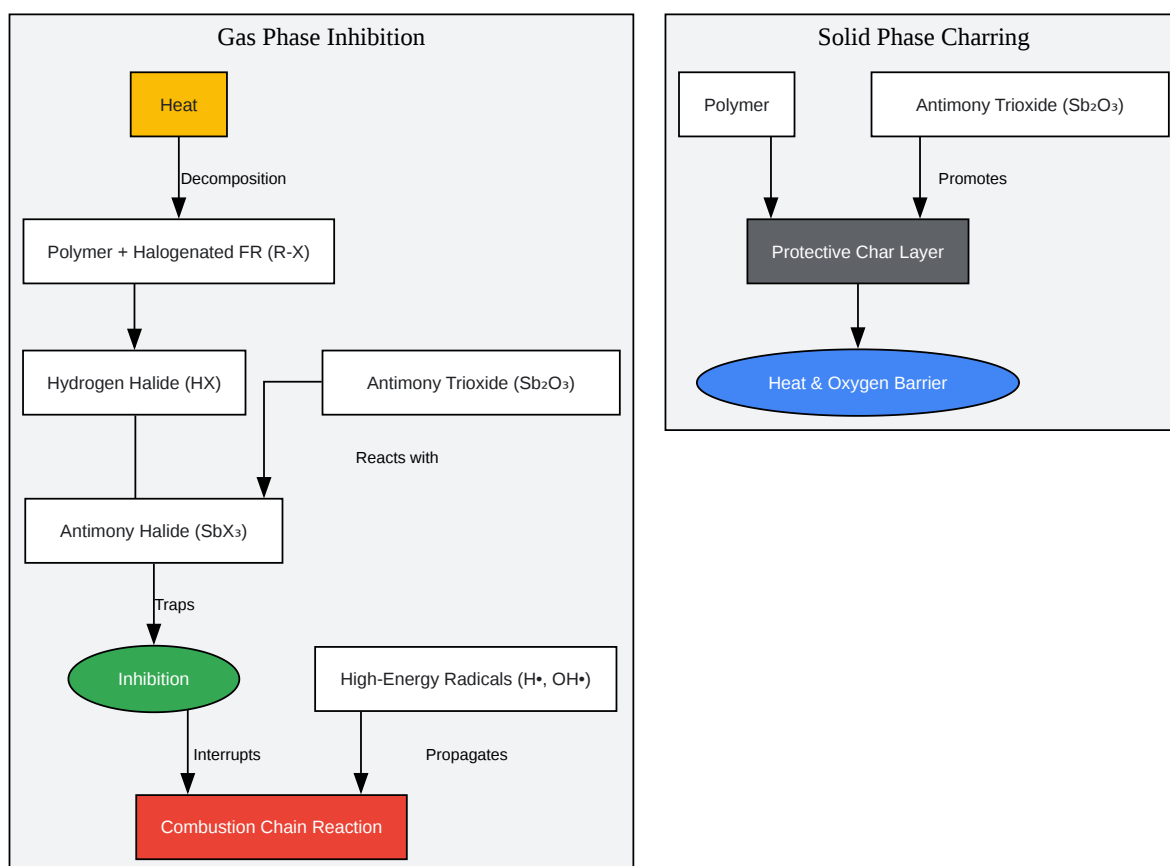 Gas Phase Inhibition
Heat
Decomposition
Polymer + Halogenated FR (R-X)
Hydrogen Halide (HX)
Antimony Trioxide (Sb₂O₃)
Reacts with
Antimony Halide (SbX₃)
Traps
Inhibition
High-Energy Radicals (H•, OH•)
Interrupts
Propagates
Combustion Chain Reaction
Solid Phase Charring
Polymer
Antimony Trioxide (Sb₂O₃)
Promotes
Protective Char Layer
Heat & Oxygen Barrier